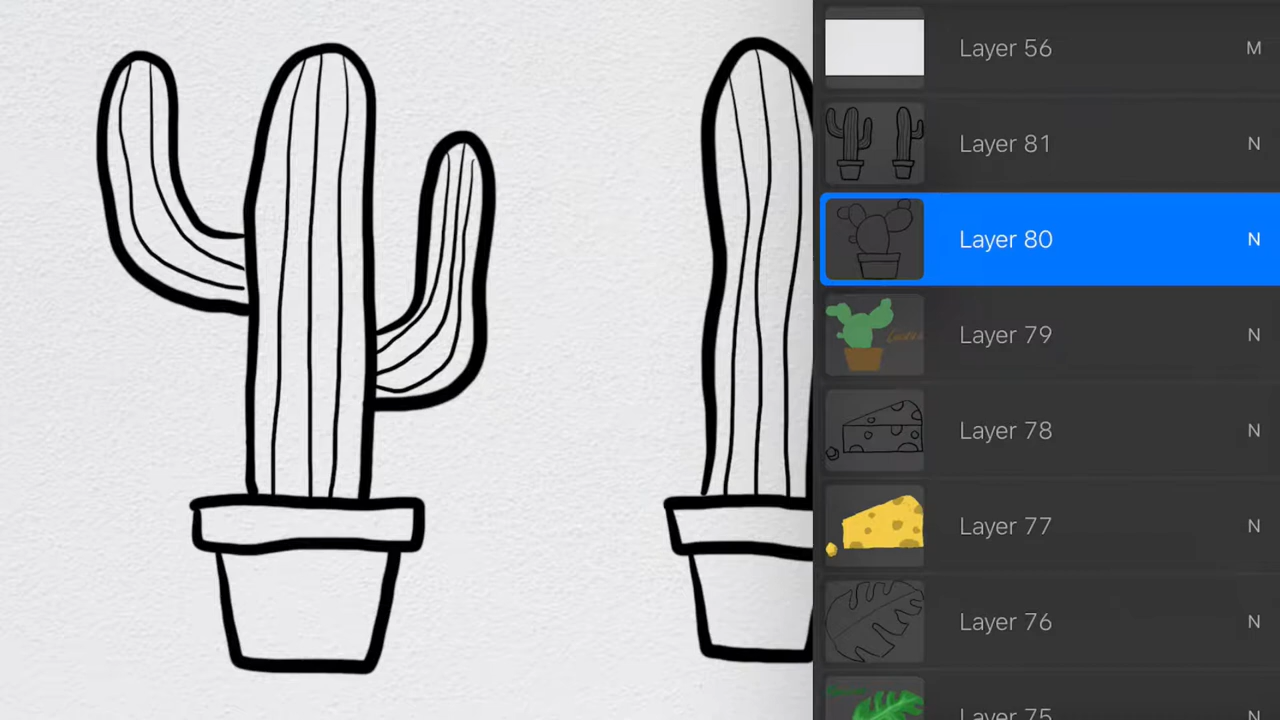 Layer 56 M
Layer 81 N
Layer 80 N
Layer 79 N
Layer 78 N
Layer 77 N
Layer 76 N
Layer 75 N